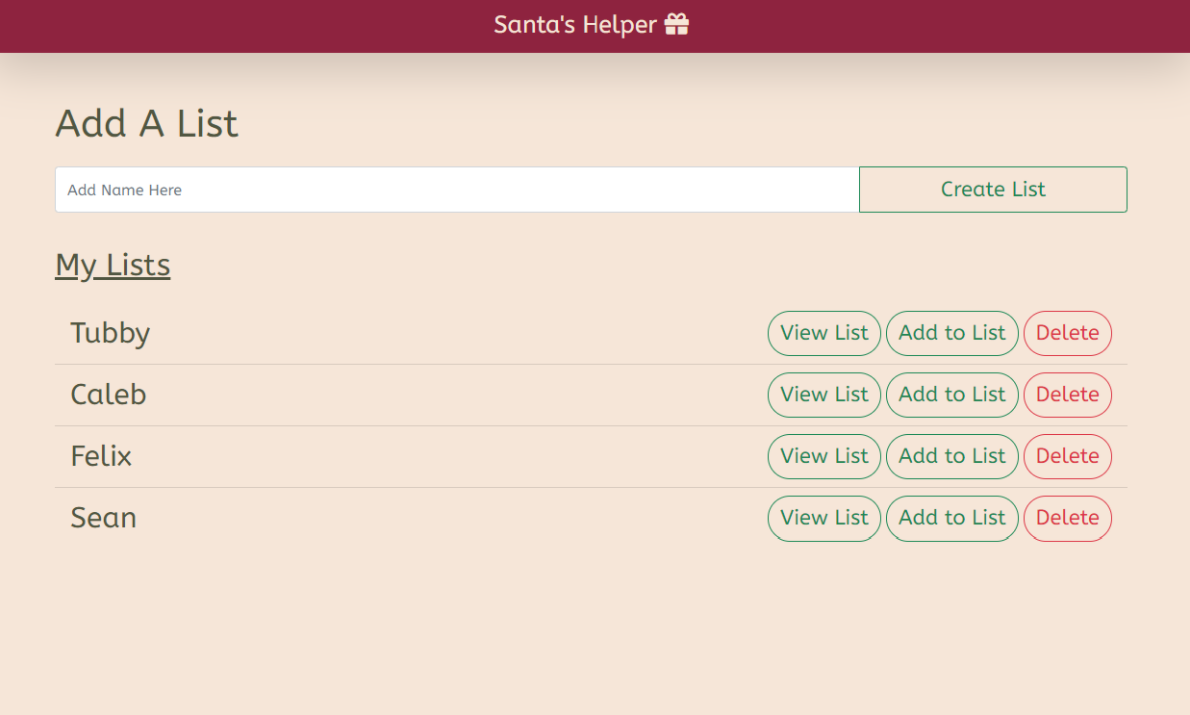 Santa's Helper
Add A List
Add Name Here
Create List
My Lists
Tubby View List Add to List Delete
Caleb View List Add to List Delete
Felix View List Add to List Delete
Sean View List Add to List Delete